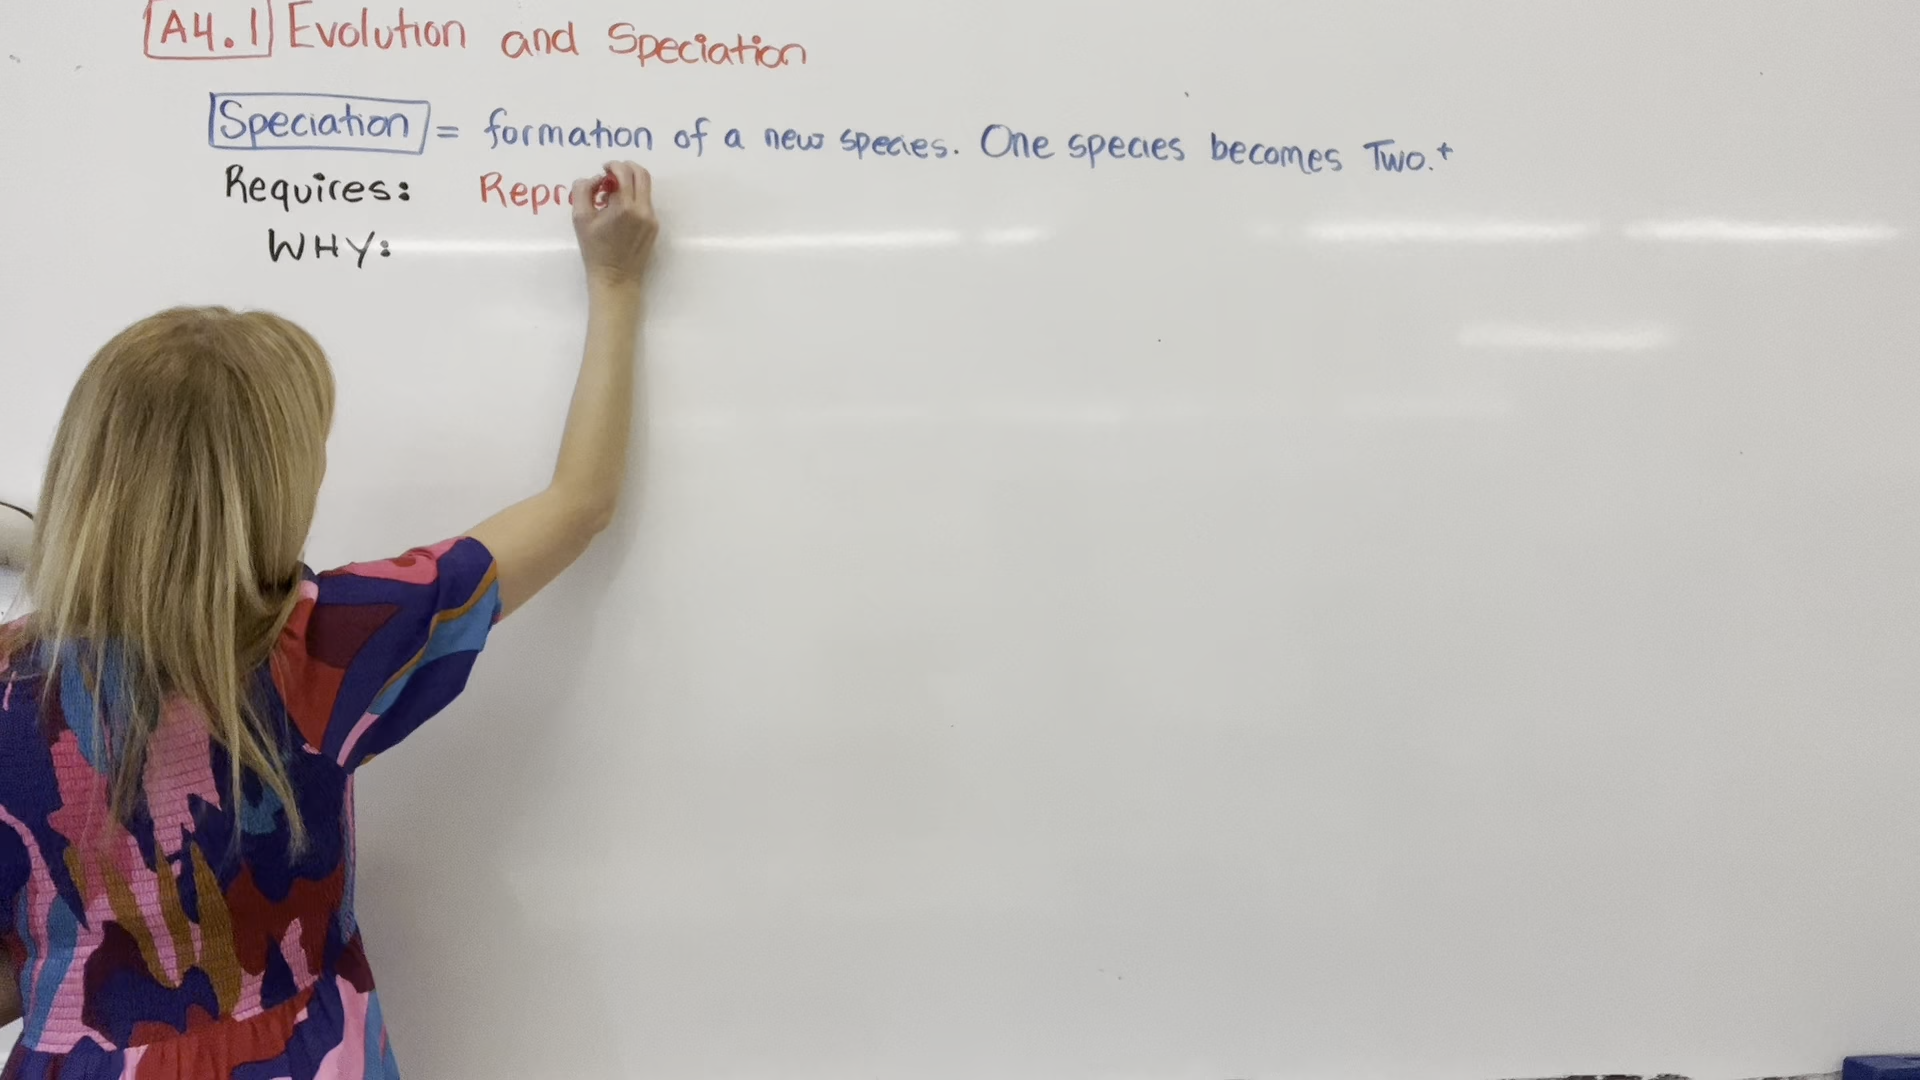 A4.1 Evolution and Speciation
Speciation = formation of a new species. One species becomes Two.+
Requires:
WHY: